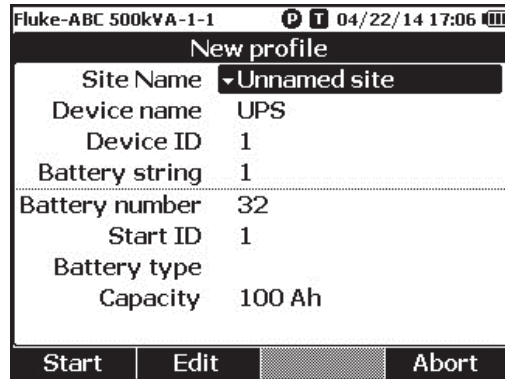 Fluke-ABC 500kVA-1-1 P T 04/22/14 17:06
New profile
Site Name Unnamed site
Device name UPS
Device ID 1
Battery string 1
Battery number 32
Start ID 1
Battery type
Capacity 100 Ah
Start Edit Abort